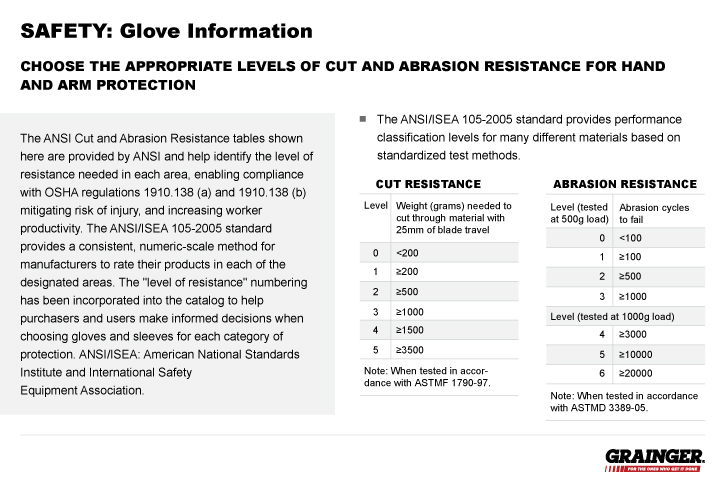 SAFETY: Glove Information
CHOOSE THE APPROPRIATE LEVELS OF CUT AND ABRASION RESISTANCE FOR HAND
AND ARM PROTECTION
The ANSI Cut and Abrasion Resistance tables shown
here are provided by ANSI and help identify the level of
resistance needed in each area, enabling compliance
with OSHA regulations 1910.138 (a) and 1910.138 (b)
mitigating risk of injury, and increasing worker
productivity. The ANSI/ISEA 105-2005 standard
provides a consistent, numeric-scale method for
manufacturers to rate their products in each of the
designated areas. The "level of resistance" numbering
has been incorporated into the catalog to help
purchasers and users make informed decisions when
choosing gloves and sleeves for each category of
protection. ANSI/ISEA: American National Standards
Institute and International Safety
Equipment Association.
The ANSI/ISEA 105-2005 standard provides performance
classification levels for many different materials based on
standardized test methods.
CUT RESISTANCE
Level Weight (grams) needed to
cut through material with
25mm of blade travel
0 <200
1 ≥200
2 ≥500
3 ≥1000
4 ≥1500
5 ≥3500
Note: When tested in accor-
dance with ASTMF 1790-97.
ABRASION RESISTANCE
Level (tested Abrasion cycles
at 500g load) to fail
0 <100
1 ≥100
2 ≥500
3 ≥1000
Level (tested at 1000g load)
4 ≥3000
5 ≥10000
6 ≥20000
Note: When tested in accordance
with ASTMD 3389-05.
GRAINGER
FOR THE ONES WHO GET IT DONE